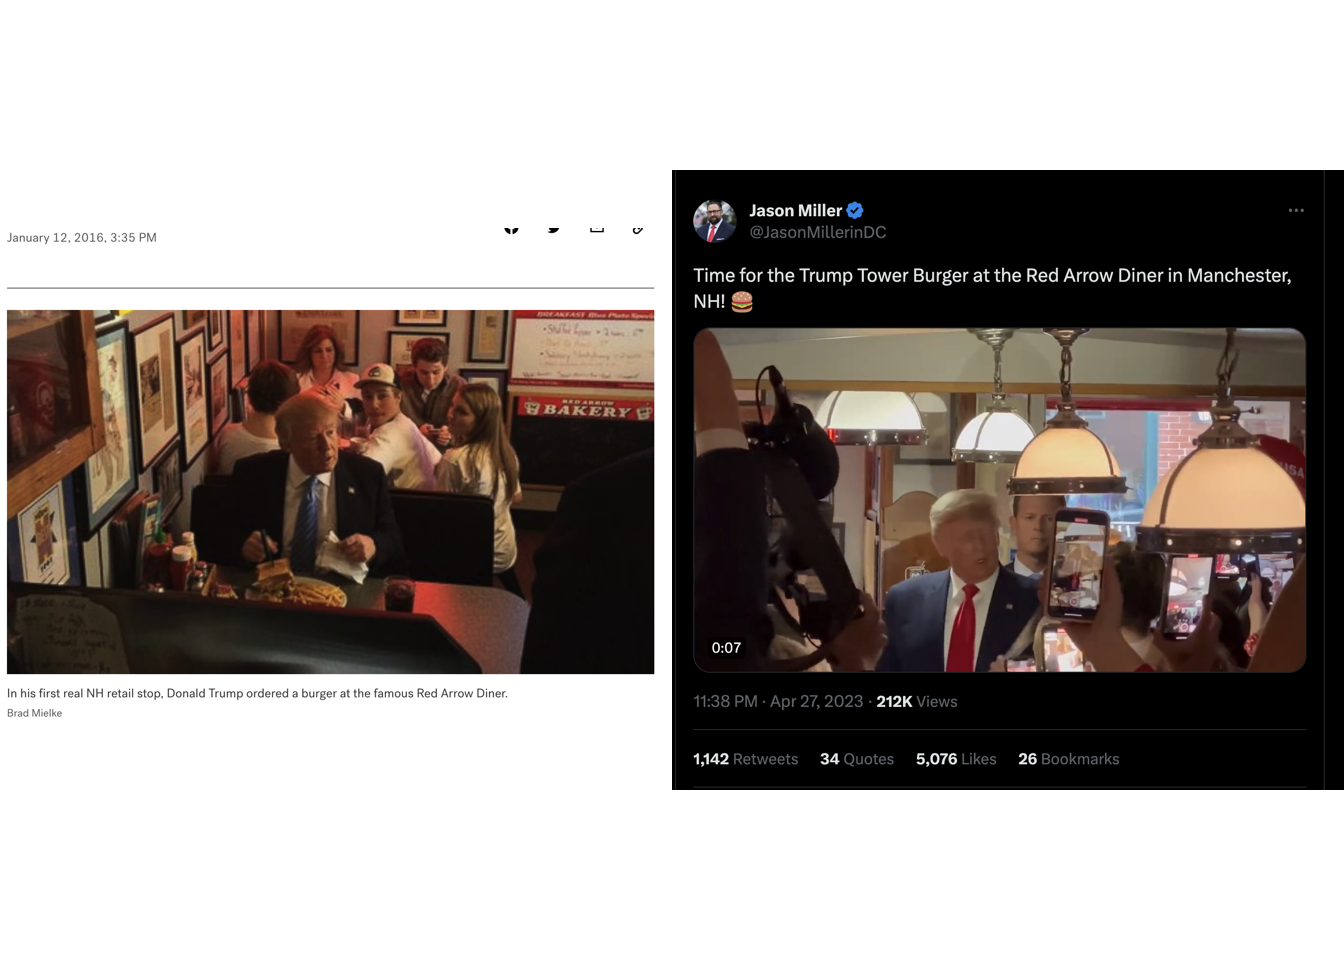 January 12, 2016, 3:35 PM
BREAKFAST Blue Plate Specia
RED ARROW
BAKERY
In his first real NH retail stop, Donald Trump ordered a burger at the famous Red Arrow Diner.
Brad Mielke
Jason Miller
@JasonMillerinDC
Time for the Trump Tower Burger at the Red Arrow Diner in Manchester,
NH! 🍔
USA
0:07
11:38 PM · Apr 27, 2023 · 212K Views
1,142 Retweets 34 Quotes 5,076 Likes 26 Bookmarks